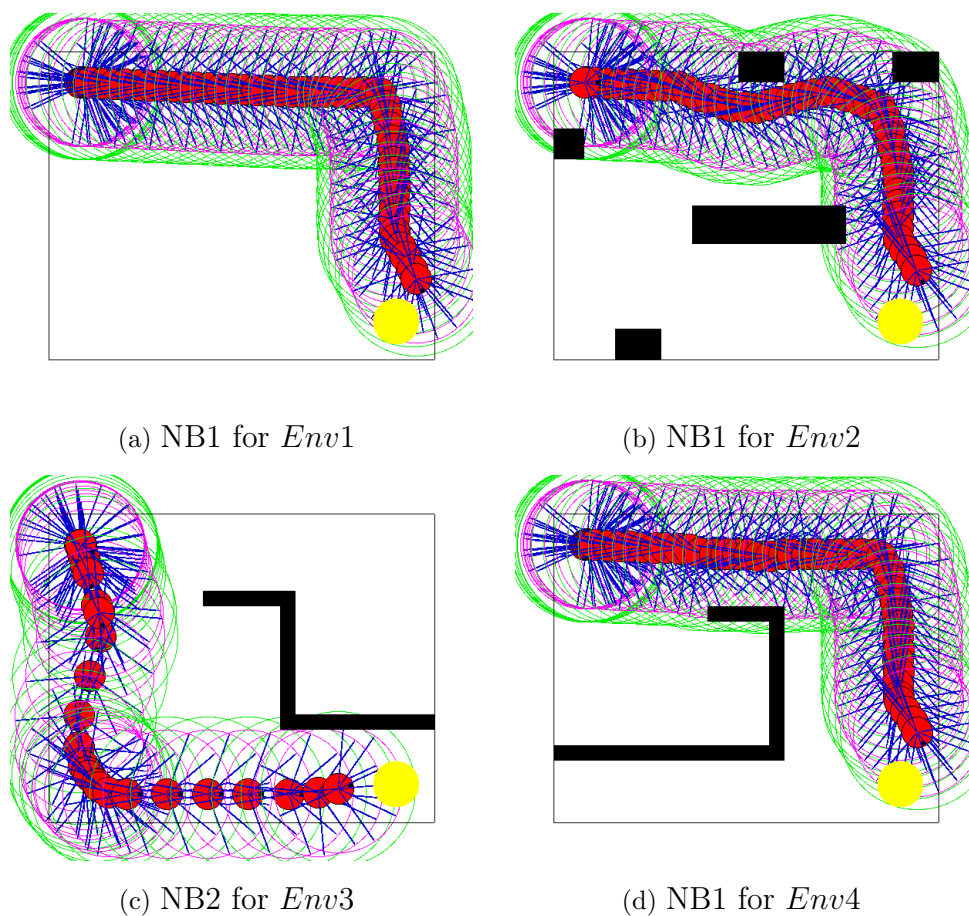 (a) NB1 for Env1
(b) NB1 for Env2
(c) NB2 for Env3
(d) NB1 for Env4